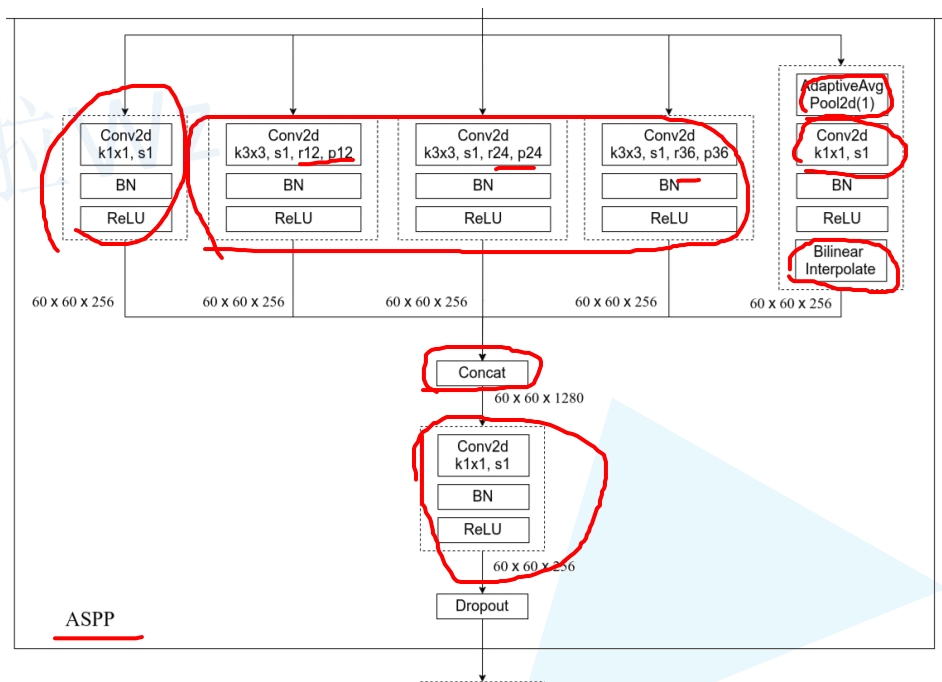 AdaptiveAvg
Pool2d(1)
Conv2d
k1x1, s1
BN
ReLU
Conv2d
k3x3, s1, r12, p12
BN
ReLU
Conv2d
k3x3, s1, r24, p24
BN
ReLU
Conv2d
k3x3, s1, r36, p36
BN
ReLU
Conv2d
k1x1, s1
BN
ReLU
Bilinear
Interpolate
60 x 60 x 256
60 x 60 x 256
60 x 60 x 256
60 x 60 x 256
60 x 60 x 256
Concat
60 x 60 x 1280
Conv2d
k1x1, s1
BN
ReLU
60 x 60 x 256
Dropout
ASPP